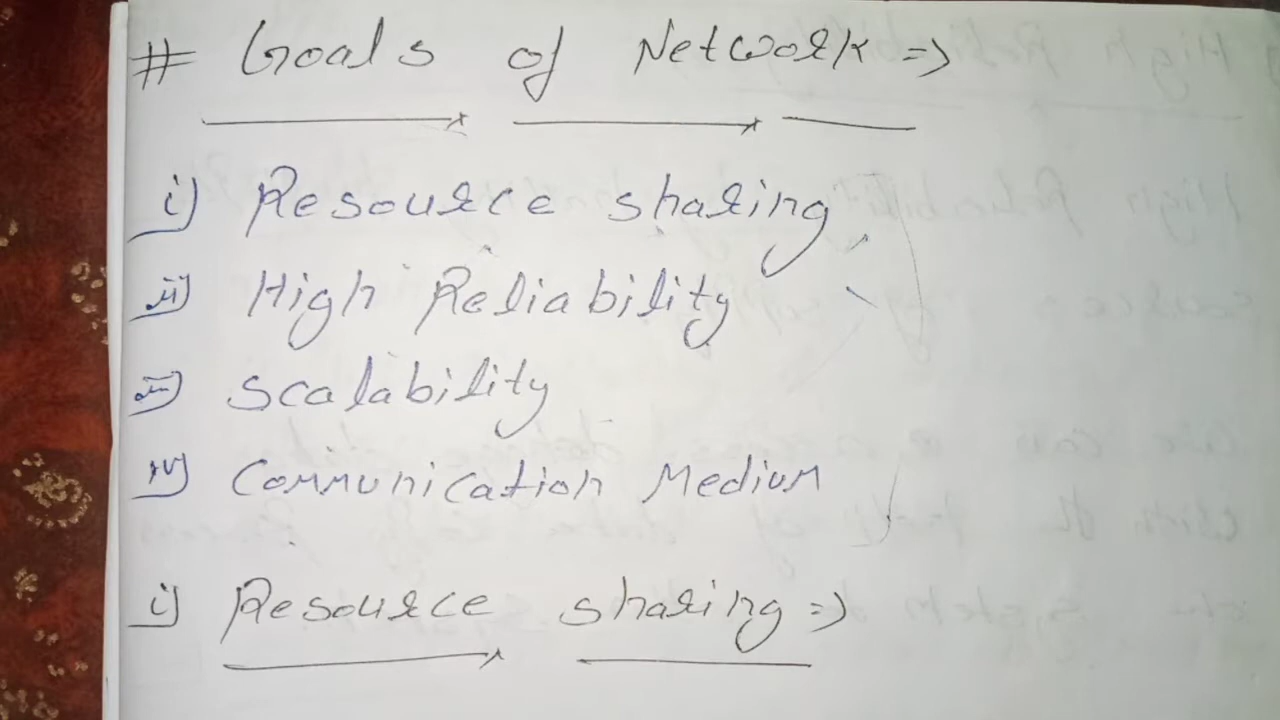 # Goals of Network =>
i) Resource sharing
ii) High Reliability
iii) Scalability
iv) Communication Medium
i) Resource sharing =>